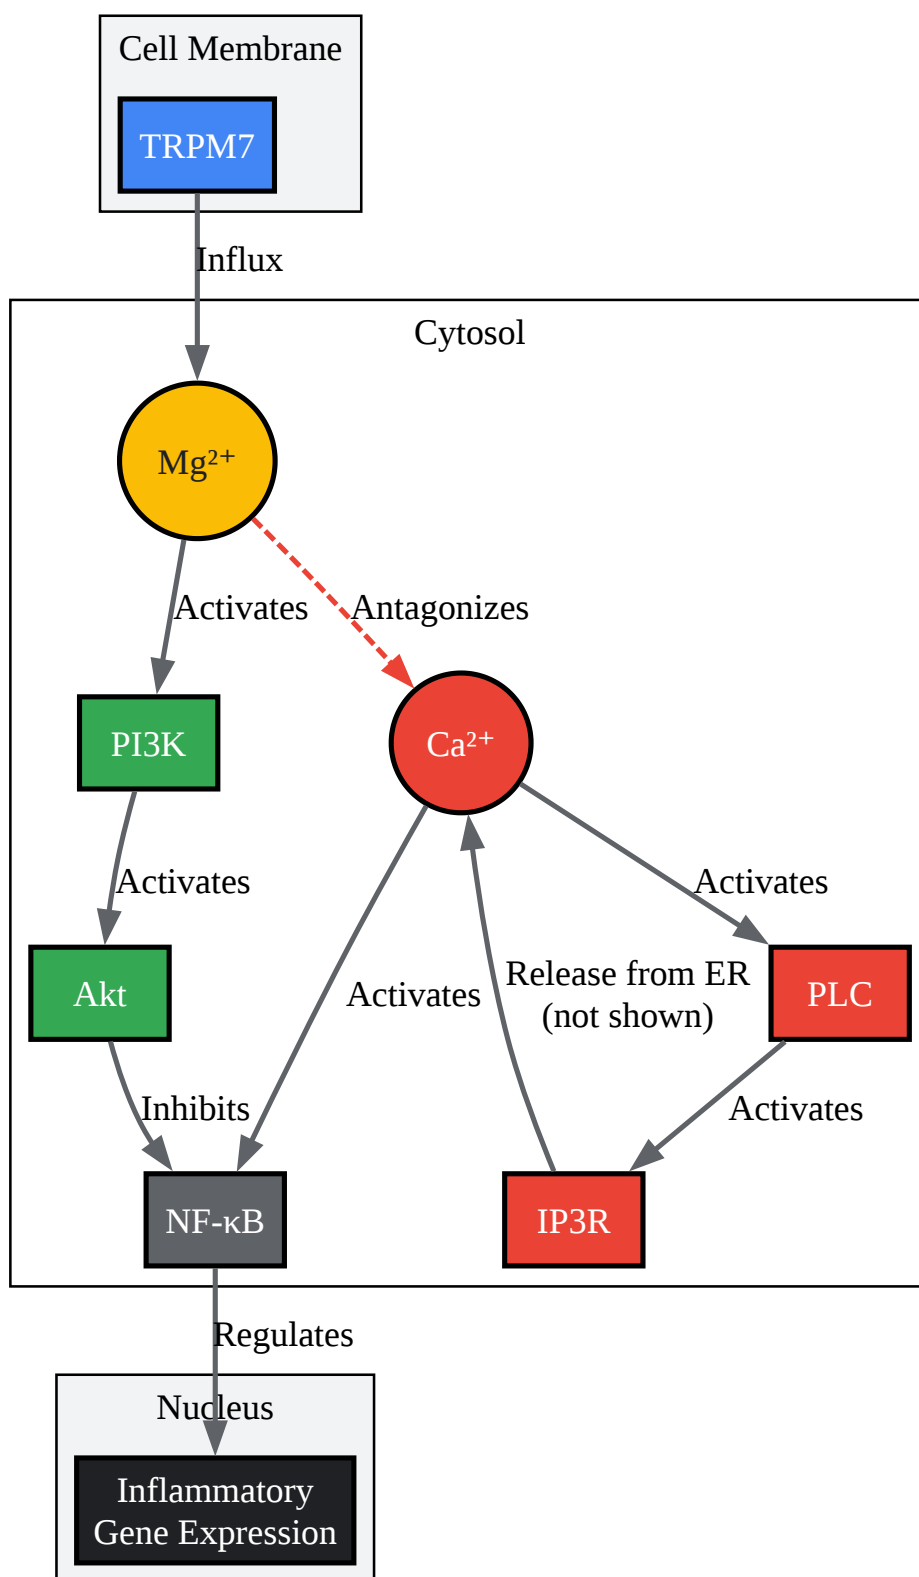 Cell Membrane
TRPM7
Influx
Cytosol
Mg²⁺
Activates
Antagonizes
PI3K
Ca²⁺
Activates
Activates
Release from ER
(not shown)
Activates
Akt
PLC
Inhibits
Activates
NF-κB
IP3R
Regulates
Nucleus
Inflammatory
Gene Expression